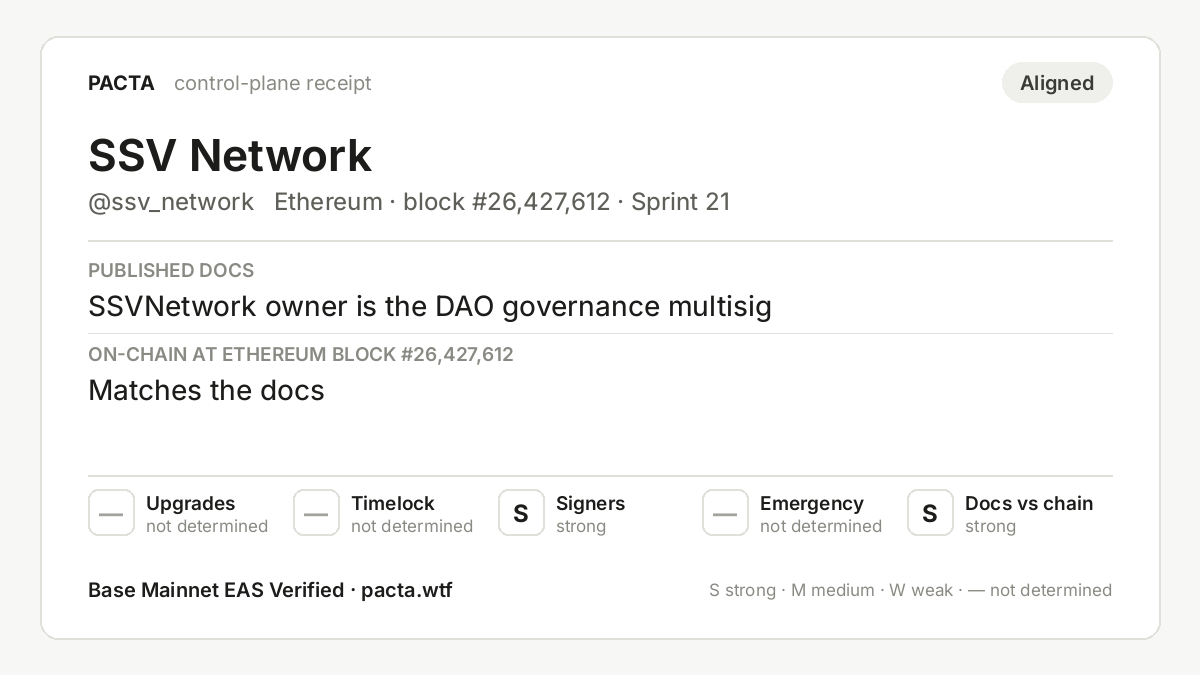 PACTA control-plane receipt Aligned
SSV Network
@ssv_network Ethereum · block #26,427,612 · Sprint 21
PUBLISHED DOCS
SSVNetwork owner is the DAO governance multisig
ON-CHAIN AT ETHEREUM BLOCK #26,427,612
Matches the docs
— Upgrades not determined
— Timelock not determined
S Signers strong
— Emergency not determined
S Docs vs chain strong
Base Mainnet EAS Verified · pacta.wtf
S strong · M medium · W weak · — not determined